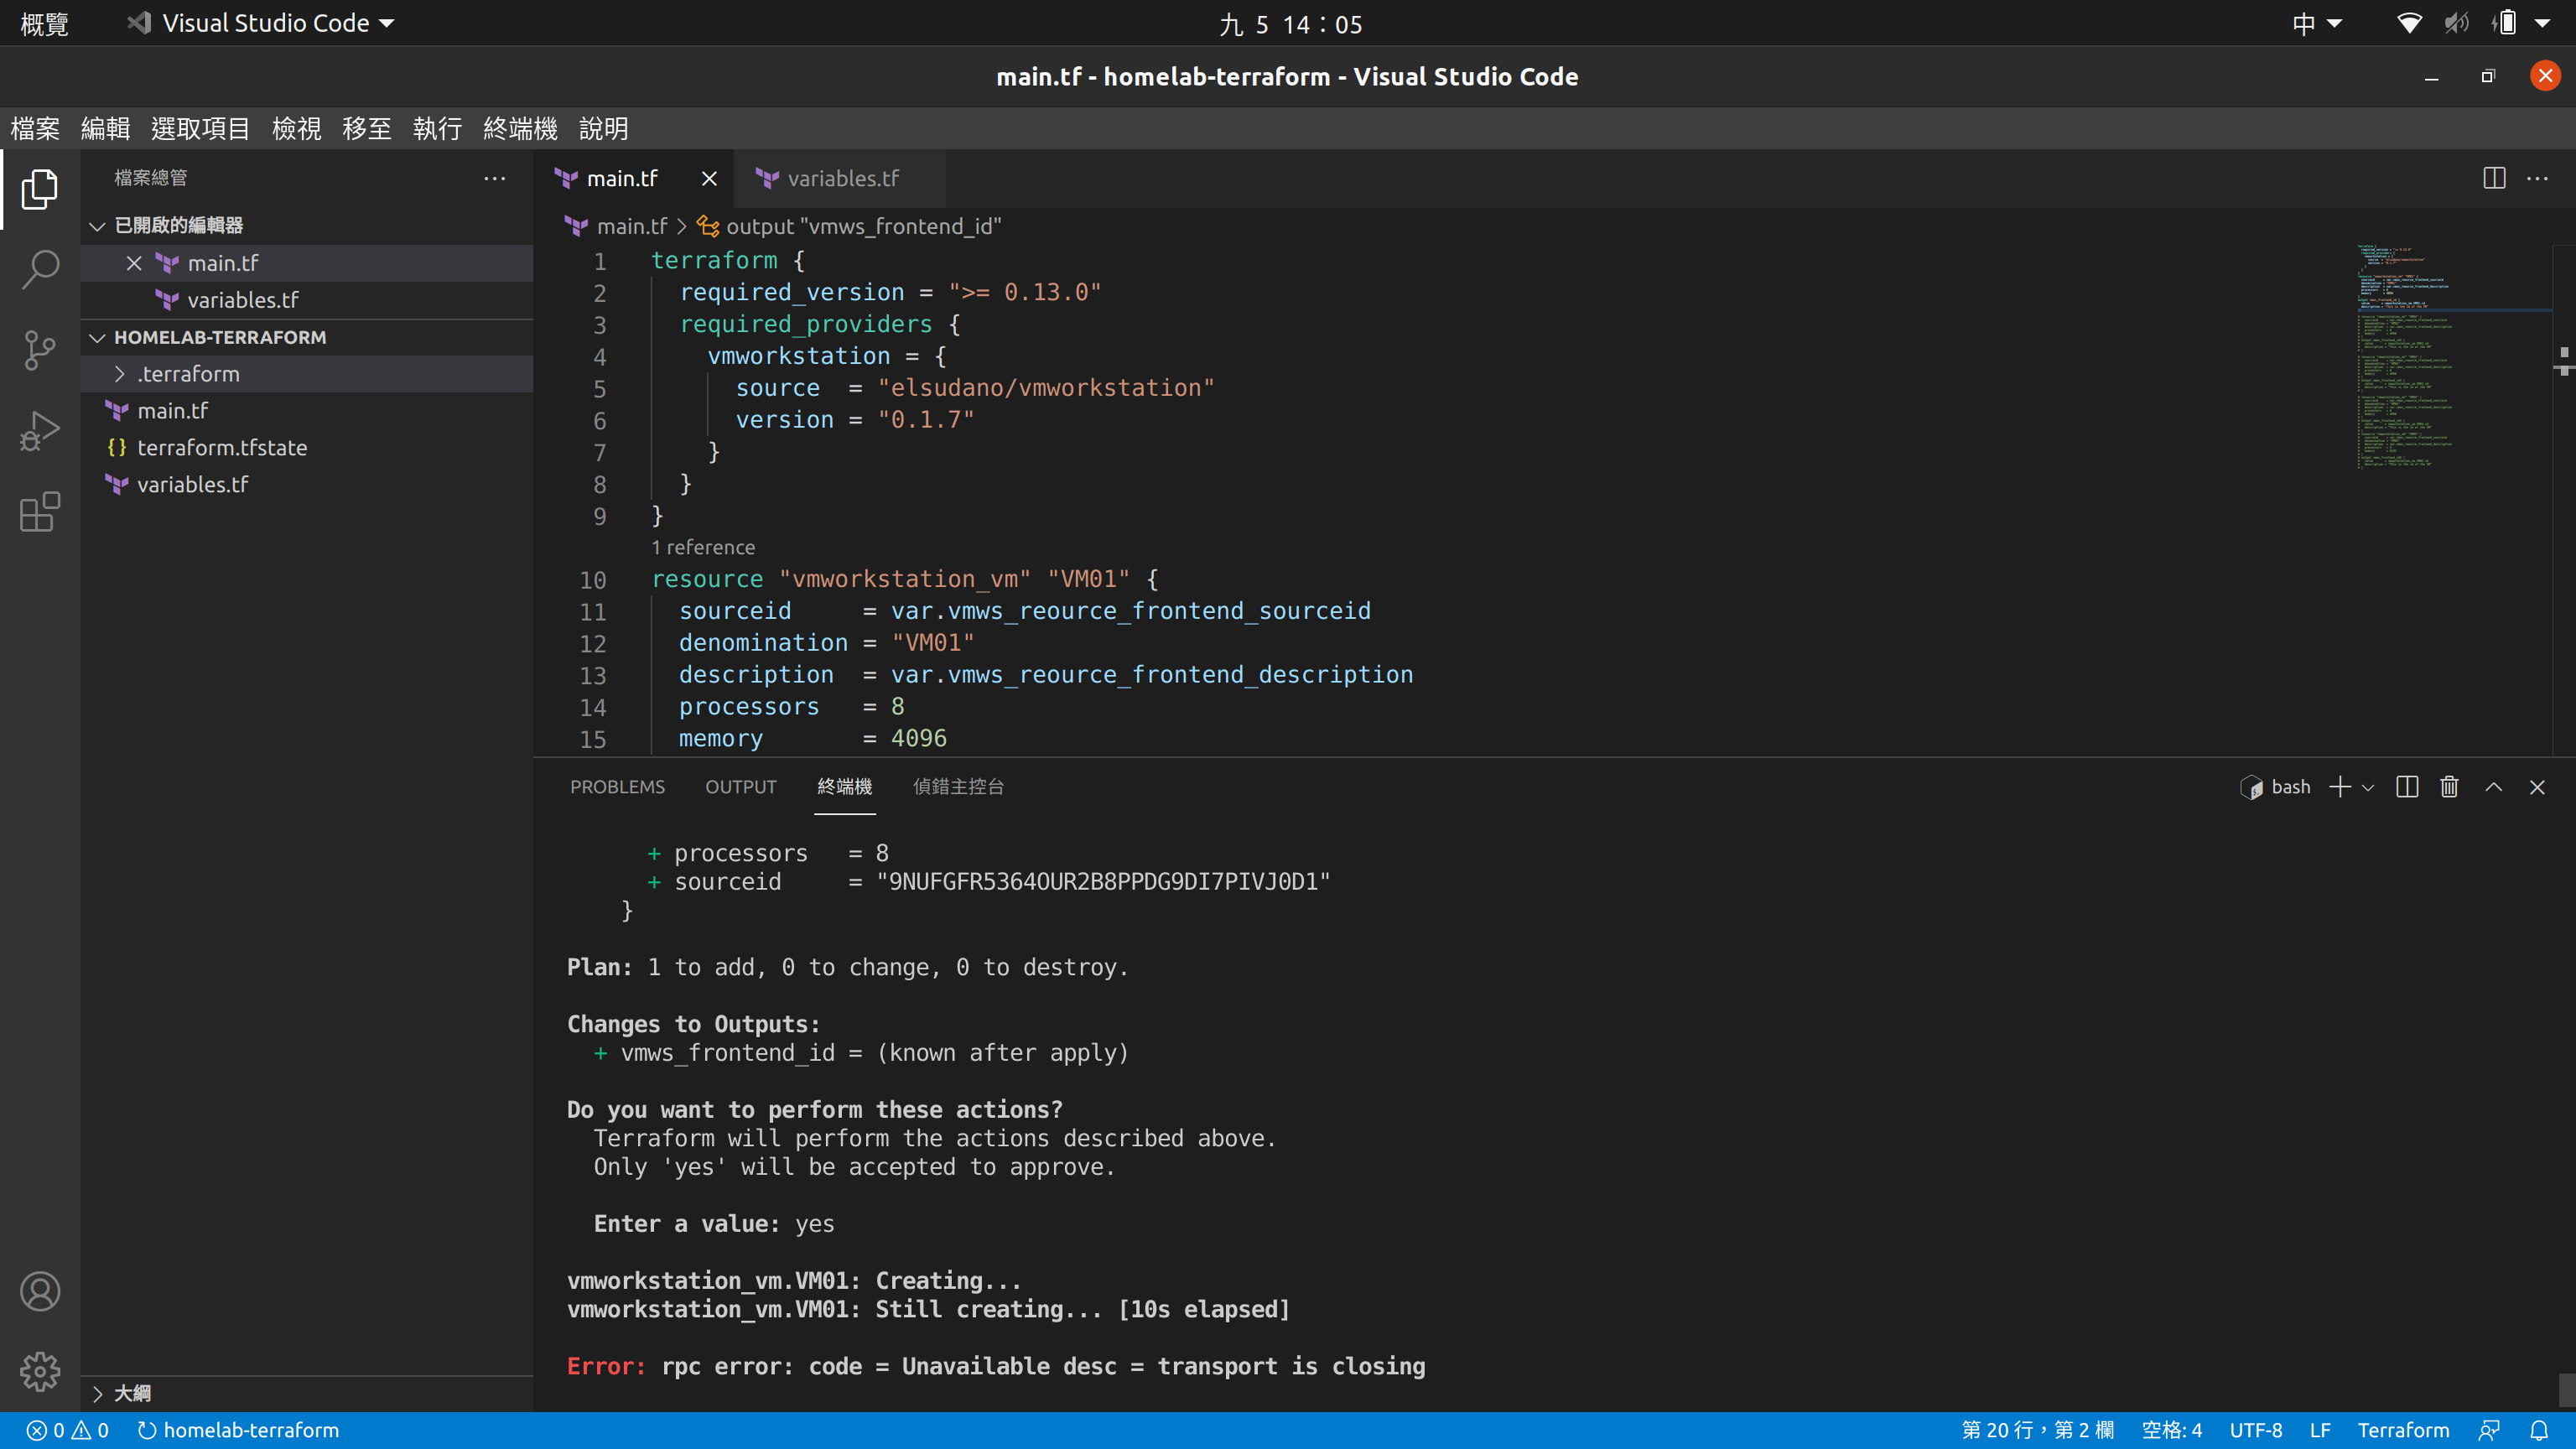 概覽 Visual Studio Code 九 5 14：05 中
main.tf - homelab-terraform - Visual Studio Code
檔案 編輯 選取項目 檢視 移至 執行 終端機 說明
檔案總管
已開啟的編輯器
main.tf
variables.tf
HOMELAB-TERRAFORM
.terraform
main.tf
{} terraform.tfstate
variables.tf
大綱
main.tf variables.tf
main.tf > output "vmws_frontend_id"
1 terraform {
2 required_version = ">= 0.13.0"
3 required_providers {
4 vmworkstation = {
5 source = "elsudano/vmworkstation"
6 version = "0.1.7"
7 }
8 }
9 }
1 reference
10 resource "vmworkstation_vm" "VM01" {
11 sourceid = var.vmws_reource_frontend_sourceid
12 denomination = "VM01"
13 description = var.vmws_reource_frontend_description
14 processors = 8
15 memory = 4096
PROBLEMS OUTPUT 終端機 偵錯主控台 bash
+ processors = 8
+ sourceid = "9NUFGFR5364OUR2B8PPDG9DI7PIVJ0D1"
}
Plan: 1 to add, 0 to change, 0 to destroy.
Changes to Outputs:
+ vmws_frontend_id = (known after apply)
Do you want to perform these actions?
Terraform will perform the actions described above.
Only 'yes' will be accepted to approve.
Enter a value: yes
vmworkstation_vm.VM01: Creating...
vmworkstation_vm.VM01: Still creating... [10s elapsed]
Error: rpc error: code = Unavailable desc = transport is closing
0 0 homelab-terraform 第 20 行，第 2 欄 空格: 4 UTF-8 LF Terraform